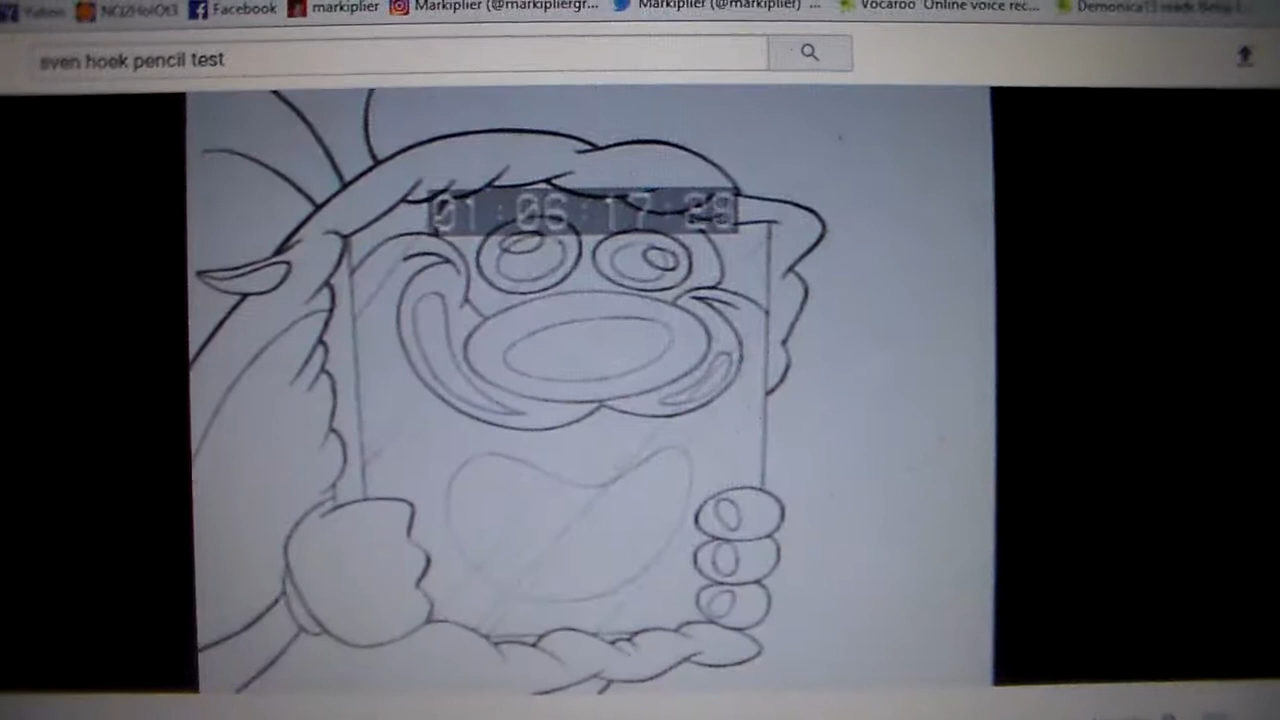 Facebook markiplier Markiplier (@markipliergr... Markiplier (@markiplier) ... Vocaroo Online voice rec...
sven hoek pencil test
01:06:17:28